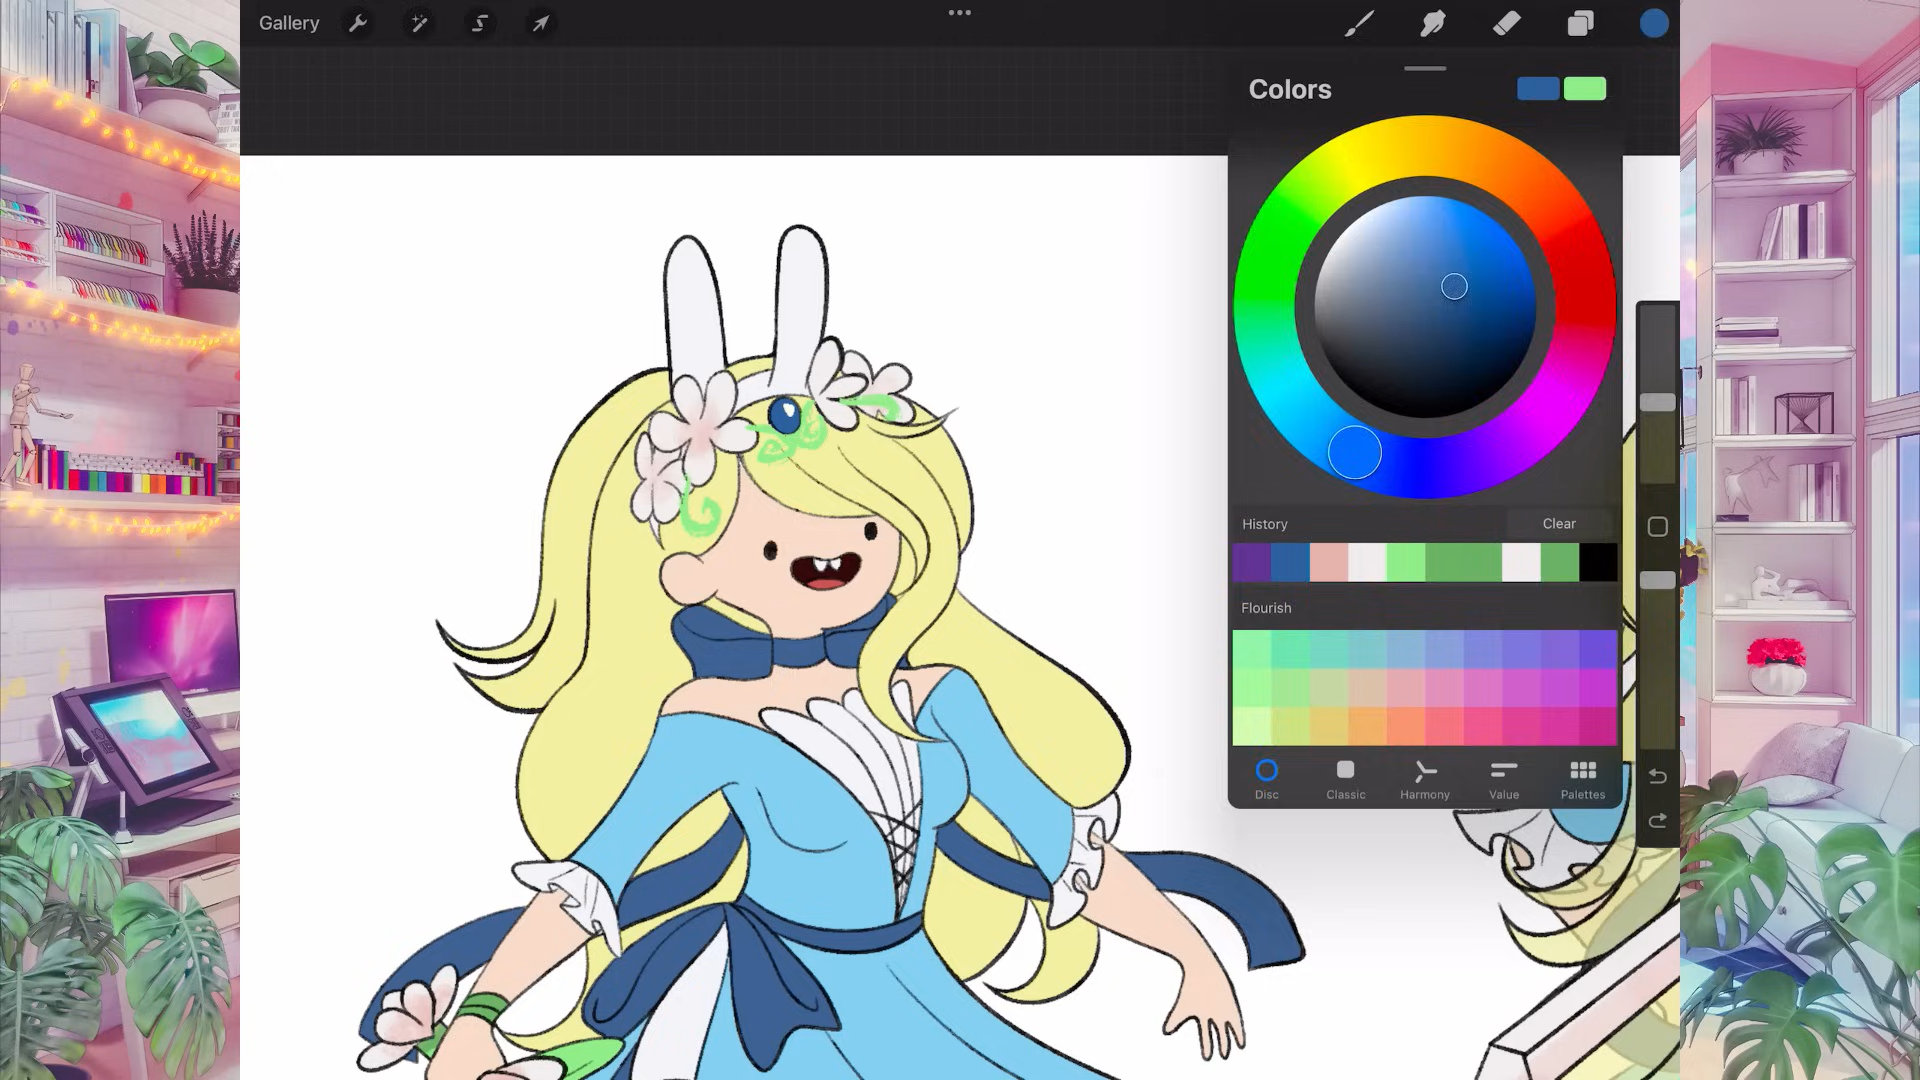 Gallery
Colors
History
Clear
Flourish
Disc
Classic
Harmony
Value
Palettes